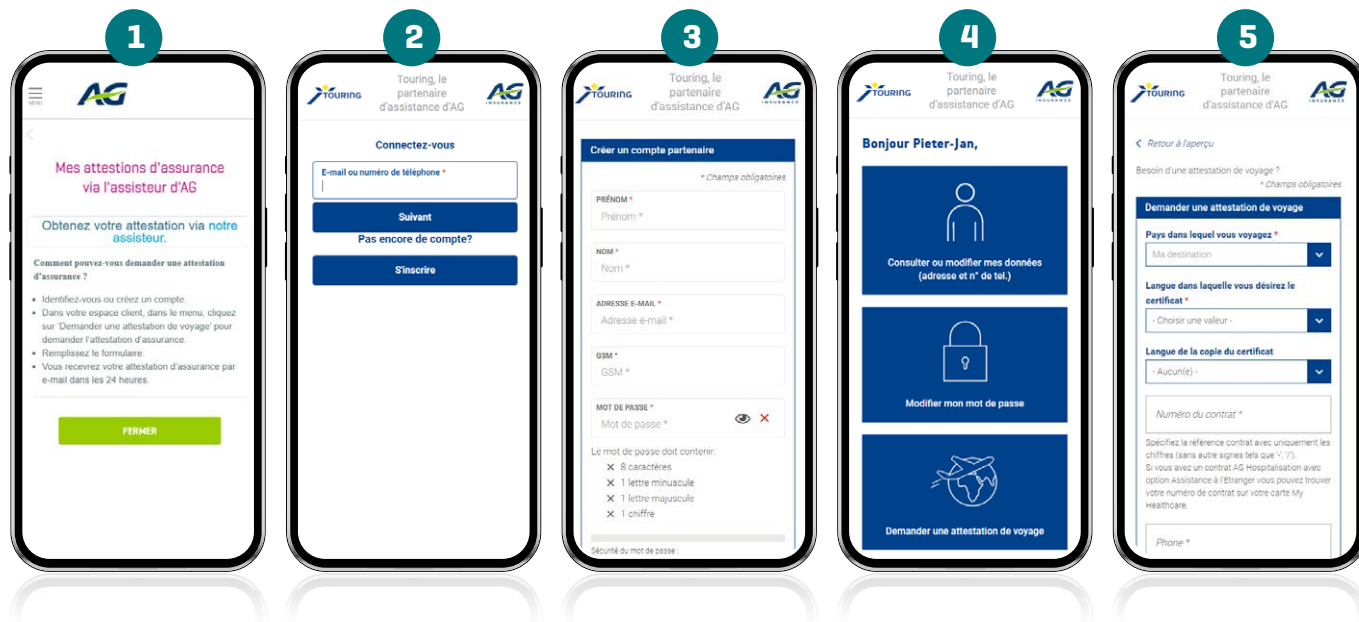 1
MENU
AG
Mes attestions d'assurance
via l'assisteur d'AG
Obtenez votre attestation via notre
assisteur.
Comment pouvez-vous demander une attestation
d'assurance ?
Identifiez-vous ou créez un compte.
Dans votre espace client, dans le menu, cliquez
sur 'Demander une attestation de voyage' pour
demander l'attestation d'assurance.
Remplissez le formulaire.
Vous recevrez votre attestation d'assurance par
e-mail dans les 24 heures.
FERMER
2
TOURING
Touring, le
partenaire
d'assistance d'AG
AG
INSURANCE
Connectez-vous
E-mail ou numéro de téléphone *
Suivant
Pas encore de compte?
S'inscrire
3
TOURING
Touring, le
partenaire
d'assistance d'AG
AG
INSURANCE
Créer un compte partenaire
* Champs obligatoires
PRÉNOM *
Prénom *
NOM *
Nom *
ADRESSE E-MAIL *
Adresse e-mail *
GSM *
GSM *
MOT DE PASSE *
Mot de passe *
Le mot de passe doit contenir:
8 caractères
1 lettre minuscule
1 lettre majuscule
1 chiffre
Sécurité du mot de passe :
4
TOURING
Touring, le
partenaire
d'assistance d'AG
AG
INSURANCE
Bonjour Pieter-Jan,
Consulter ou modifier mes données
(adresse et n° de tel.)
Modifier mon mot de passe
Demander une attestation de voyage
5
TOURING
Touring, le
partenaire
d'assistance d'AG
AG
INSURANCE
Retour à l'aperçu
Besoin d'une attestation de voyage ?
* Champs obligatoires
Demander une attestation de voyage
Pays dans lequel vous voyagez *
Ma destination
Langue dans laquelle vous désirez le
certificat *
- Choisir une valeur -
Langue de la copie du certificat
- Aucun(e) -
Numéro du contrat *
Spécifiez la référence contrat avec uniquement les
chiffres (sans autre signes tels que '-', '/').
Si vous avez un contrat AG Hospitalisation avec
option Assistance à l'Etranger vous pouvez trouver
votre numéro de contrat sur votre carte My
Healthcare.
Phone *